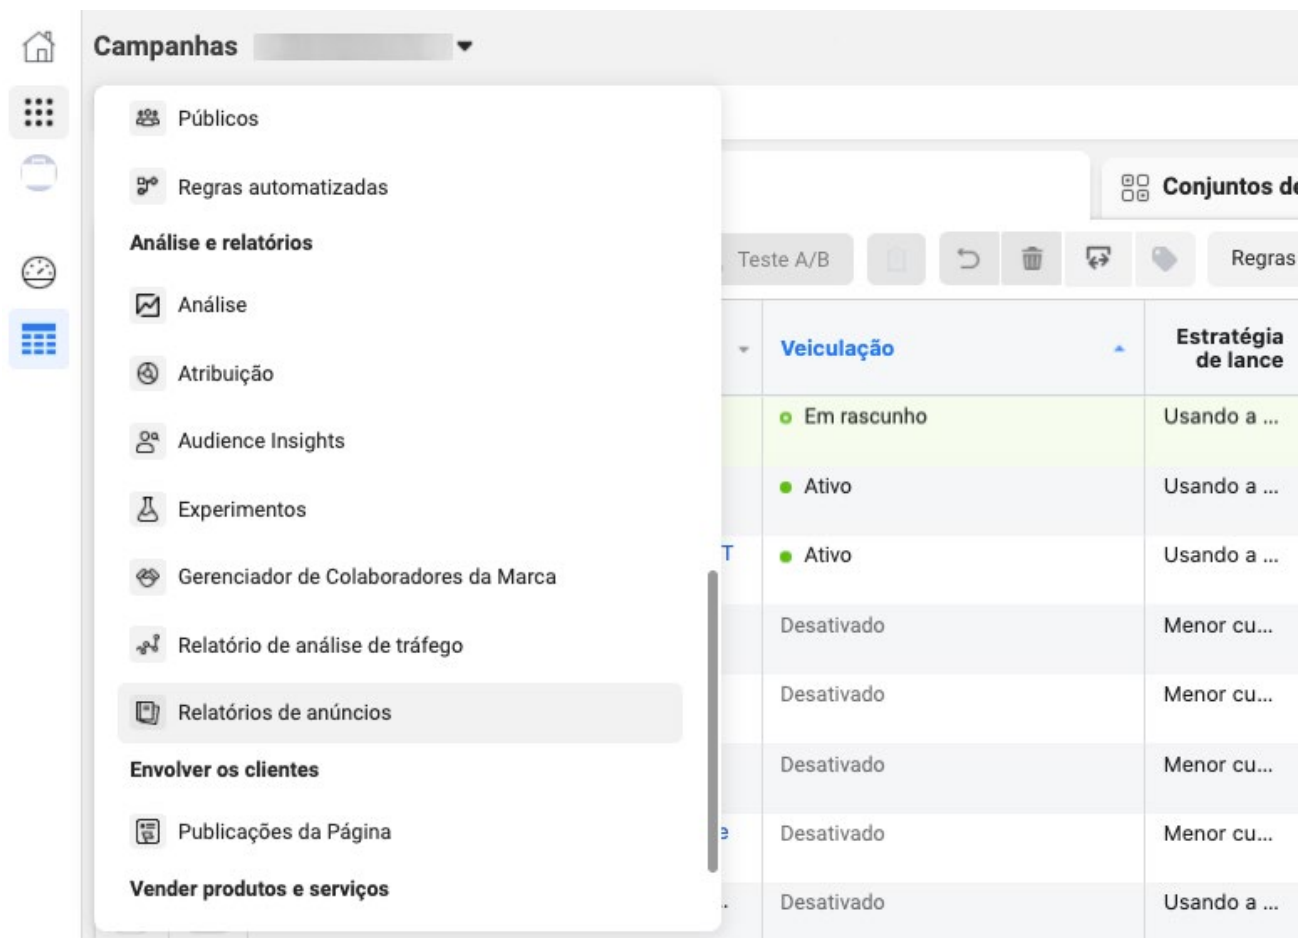 Campanhas
Públicos
Regras automatizadas
Análise e relatórios
Análise
Atribuição
Audience Insights
Experimentos
Gerenciador de Colaboradores da Marca
Relatório de análise de tráfego
Relatórios de anúncios
Envolver os clientes
Publicações da Página
Vender produtos e serviços
Conjuntos de
Teste A/B
Regras
Veiculação
Estratégia
de lance
Em rascunho
Usando a ...
Ativo
Usando a ...
T
Ativo
Usando a ...
Desativado
Menor cu...
Desativado
Menor cu...
Desativado
Menor cu...
e
Desativado
Menor cu...
Desativado
Usando a ...